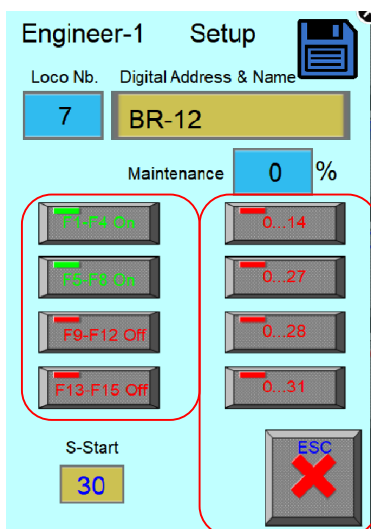 Engineer-1 Setup
Loco Nb. Digital Address & Name
7 BR-12
Maintenance 0 %
F1-F4 On 0...14
F5-F8 On 0...27
F9-F12 Off 0...28
F13-F15 Off 0...31
S-Start ESC
30